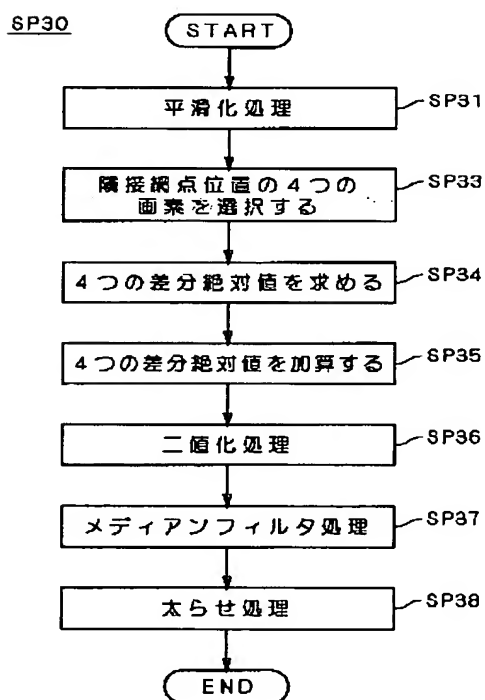 SP30
START
平滑化処理
SP31
隣接網点位置の4つの
画素を選択する
SP33
4つの差分絶対値を求める
SP34
4つの差分絶対値を加算する
SP35
二値化処理
SP36
メディアンフィルタ処理
SP37
太らせ処理
SP38
END